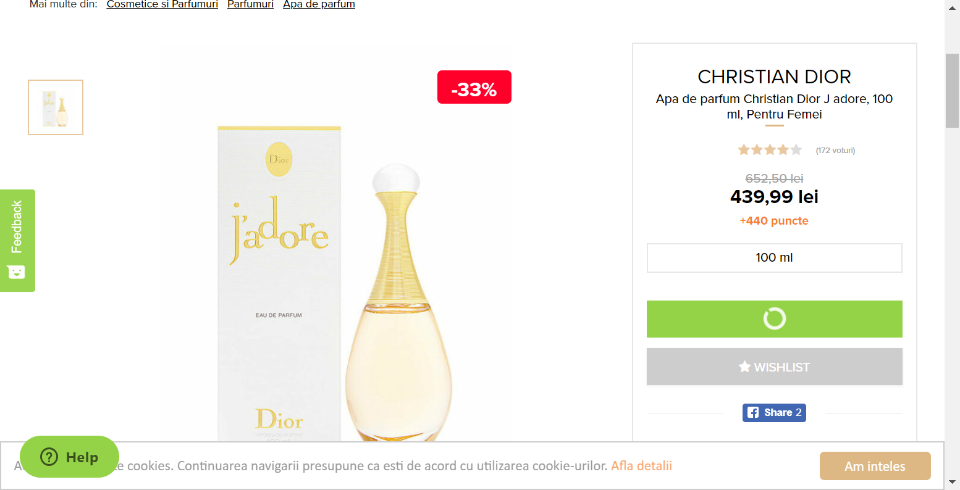 Mai multe din: Cosmetice si Parfumuri Parfumuri Apa de parfum
-33%
Dior
j'adore
EAU DE PARFUM
Dior
CHRISTIAN DIOR
Apa de parfum Christian Dior J adore, 100
ml, Pentru Femei
(172 voturi)
652,50 lei
439,99 lei
+440 puncte
100 ml
WISHLIST
Share 2
Feedback
Help
cookies. Continuarea navigarii presupune ca esti de acord cu utilizarea cookie-urilor. Afla detalii
Am inteles